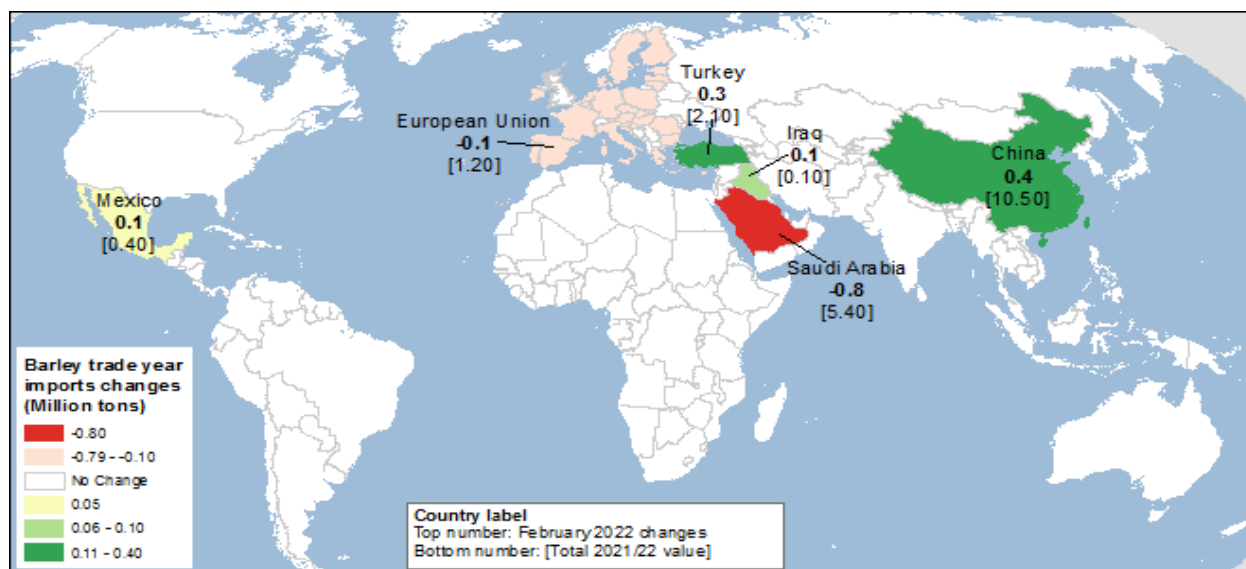 Turkey
0.3
[2.10]
European Union
-0.1
[1.20]
Iraq
0.1
[0.10]
China
0.4
[10.50]
Mexico
0.1
[0.40]
Saudi Arabia
-0.8
[5.40]
Barley trade year
imports changes
(Million tons)
-0.80
-0.79 - -0.10
No Change
0.05
0.06 - 0.10
0.11 - 0.40
Country label
Top number: February 2022 changes
Bottom number: [Total 2021/22 value]